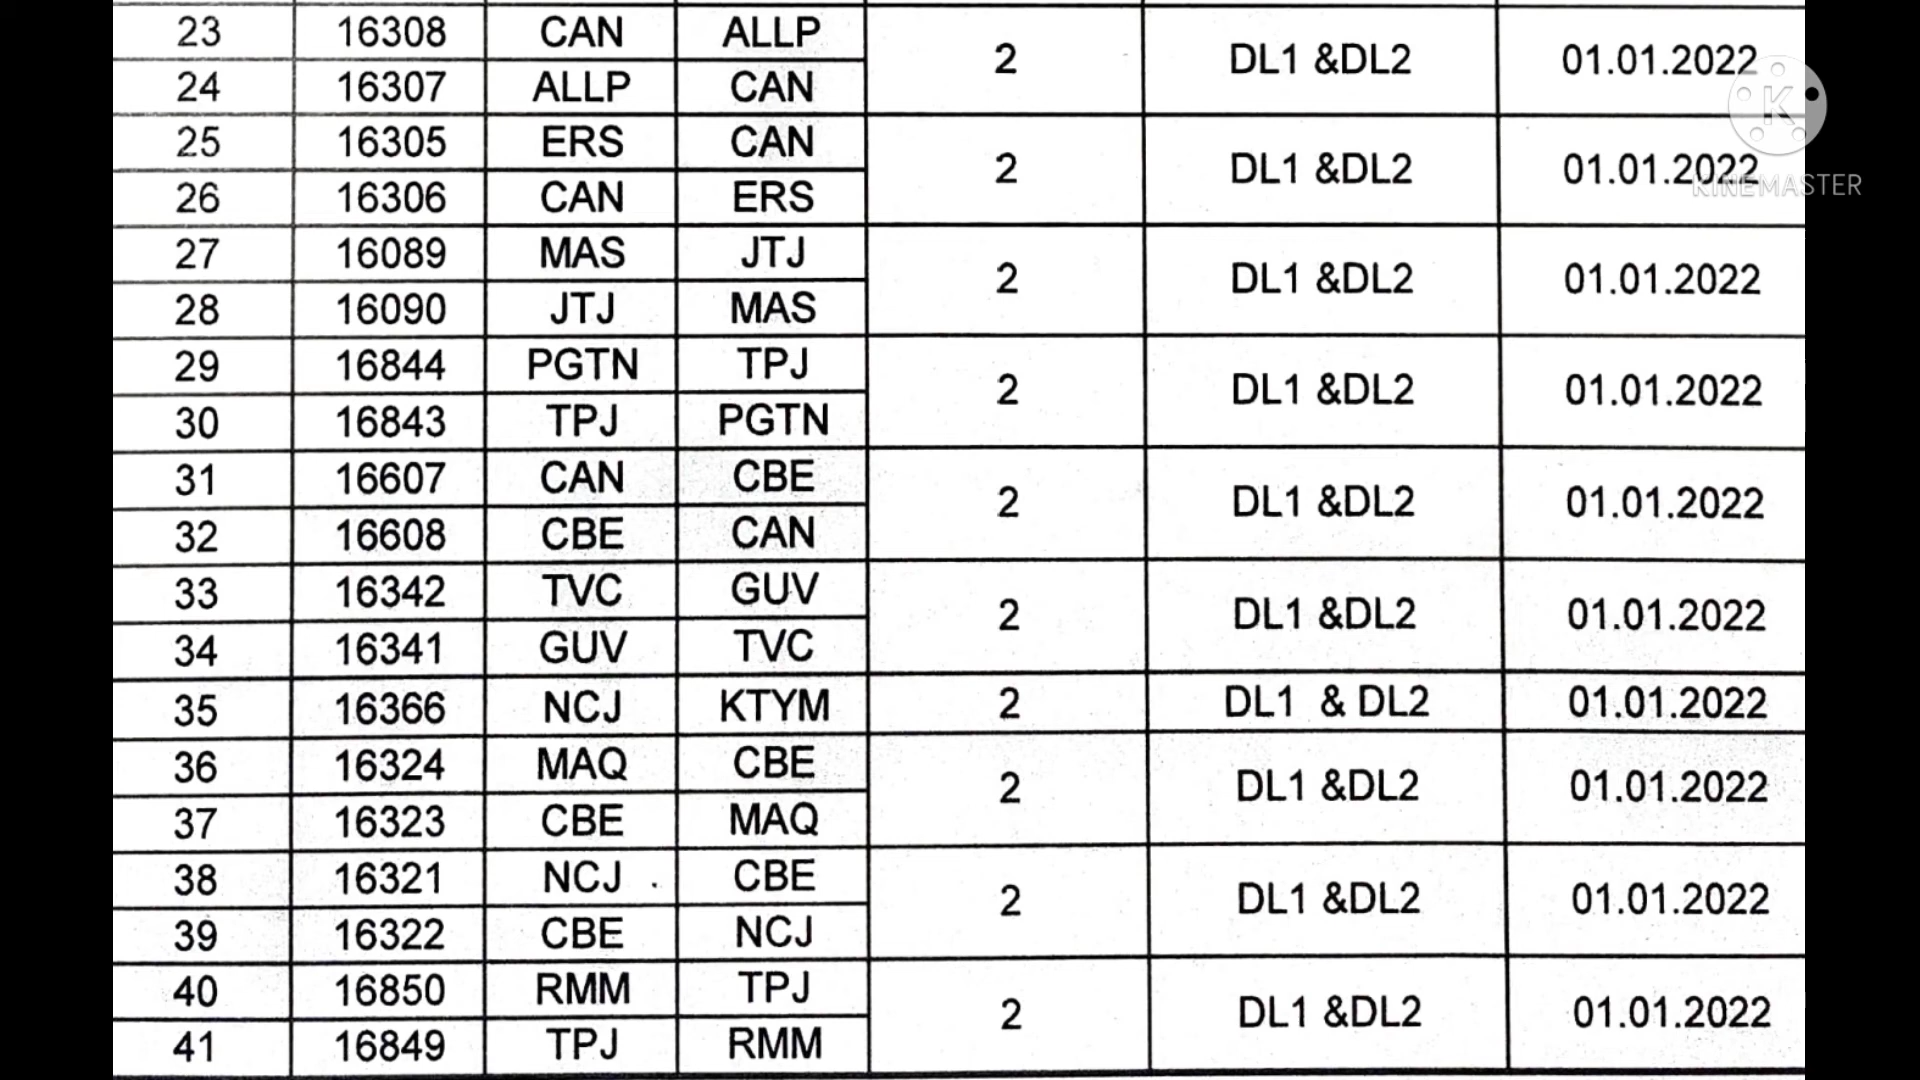 23 16308 CAN ALLP 2 DL1 &DL2 01.01.2022
24 16307 ALLP CAN
25 16305 ERS CAN 2 DL1 &DL2 01.01.2022
26 16306 CAN ERS
27 16089 MAS JTJ 2 DL1 &DL2 01.01.2022
28 16090 JTJ MAS
29 16844 PGTN TPJ 2 DL1 &DL2 01.01.2022
30 16843 TPJ PGTN
31 16607 CAN CBE 2 DL1 &DL2 01.01.2022
32 16608 CBE CAN
33 16342 TVC GUV 2 DL1 &DL2 01.01.2022
34 16341 GUV TVC
35 16366 NCJ KTYM 2 DL1 & DL2 01.01.2022
36 16324 MAQ CBE 2 DL1 &DL2 01.01.2022
37 16323 CBE MAQ
38 16321 NCJ CBE 2 DL1 &DL2 01.01.2022
39 16322 CBE NCJ
40 16850 RMM TPJ 2 DL1 &DL2 01.01.2022
41 16849 TPJ RMM
K
KINEMASTER